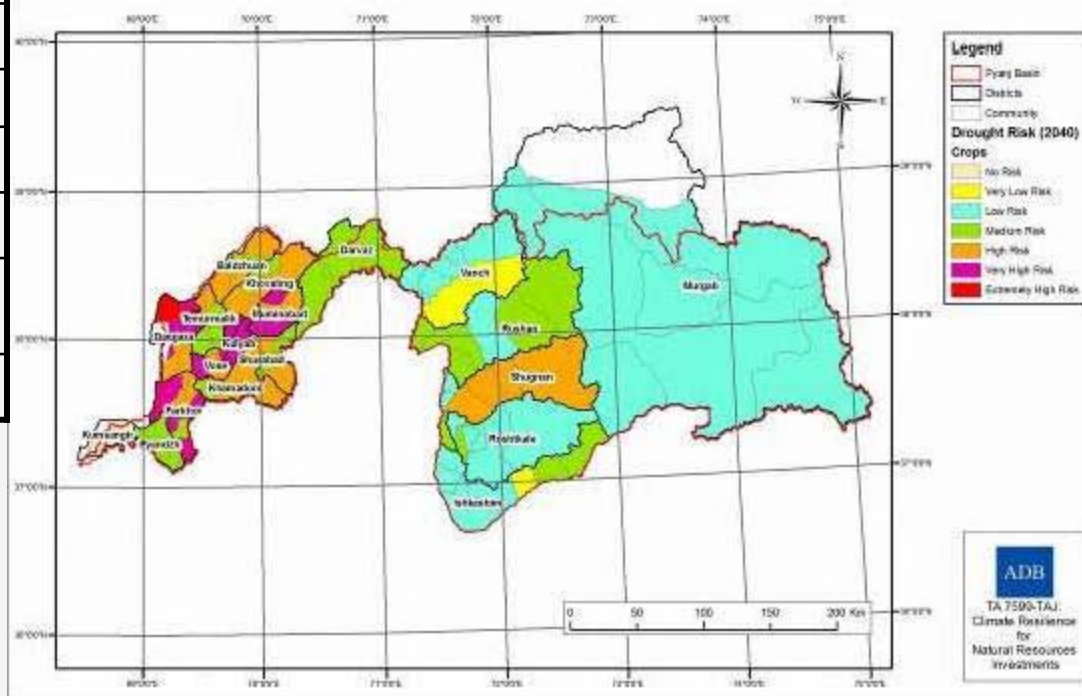 N
W
E
S
Legend
Pyanj Basin
Districts
Community
Drought Risk (2040)
Crops
No Risk
Very Low Risk
Low Risk
Medium Risk
High Risk
Very High Risk
Extremely High Risk
Darvaz
Baldzhuan
Khovaling
Vanch
Murgab
Temurmalik
Muminabad
Dangara
Rushan
Kulyab
Vose
Shurabad
Shugnan
Khamadoni
Farkhor
Kumsangir
Pyandzh
Roshtkala
Ishkashim
0 50 100 150 200 Km
ADB
TA 7599-TAJ:
Climate Resilience
for
Natural Resources
Investments